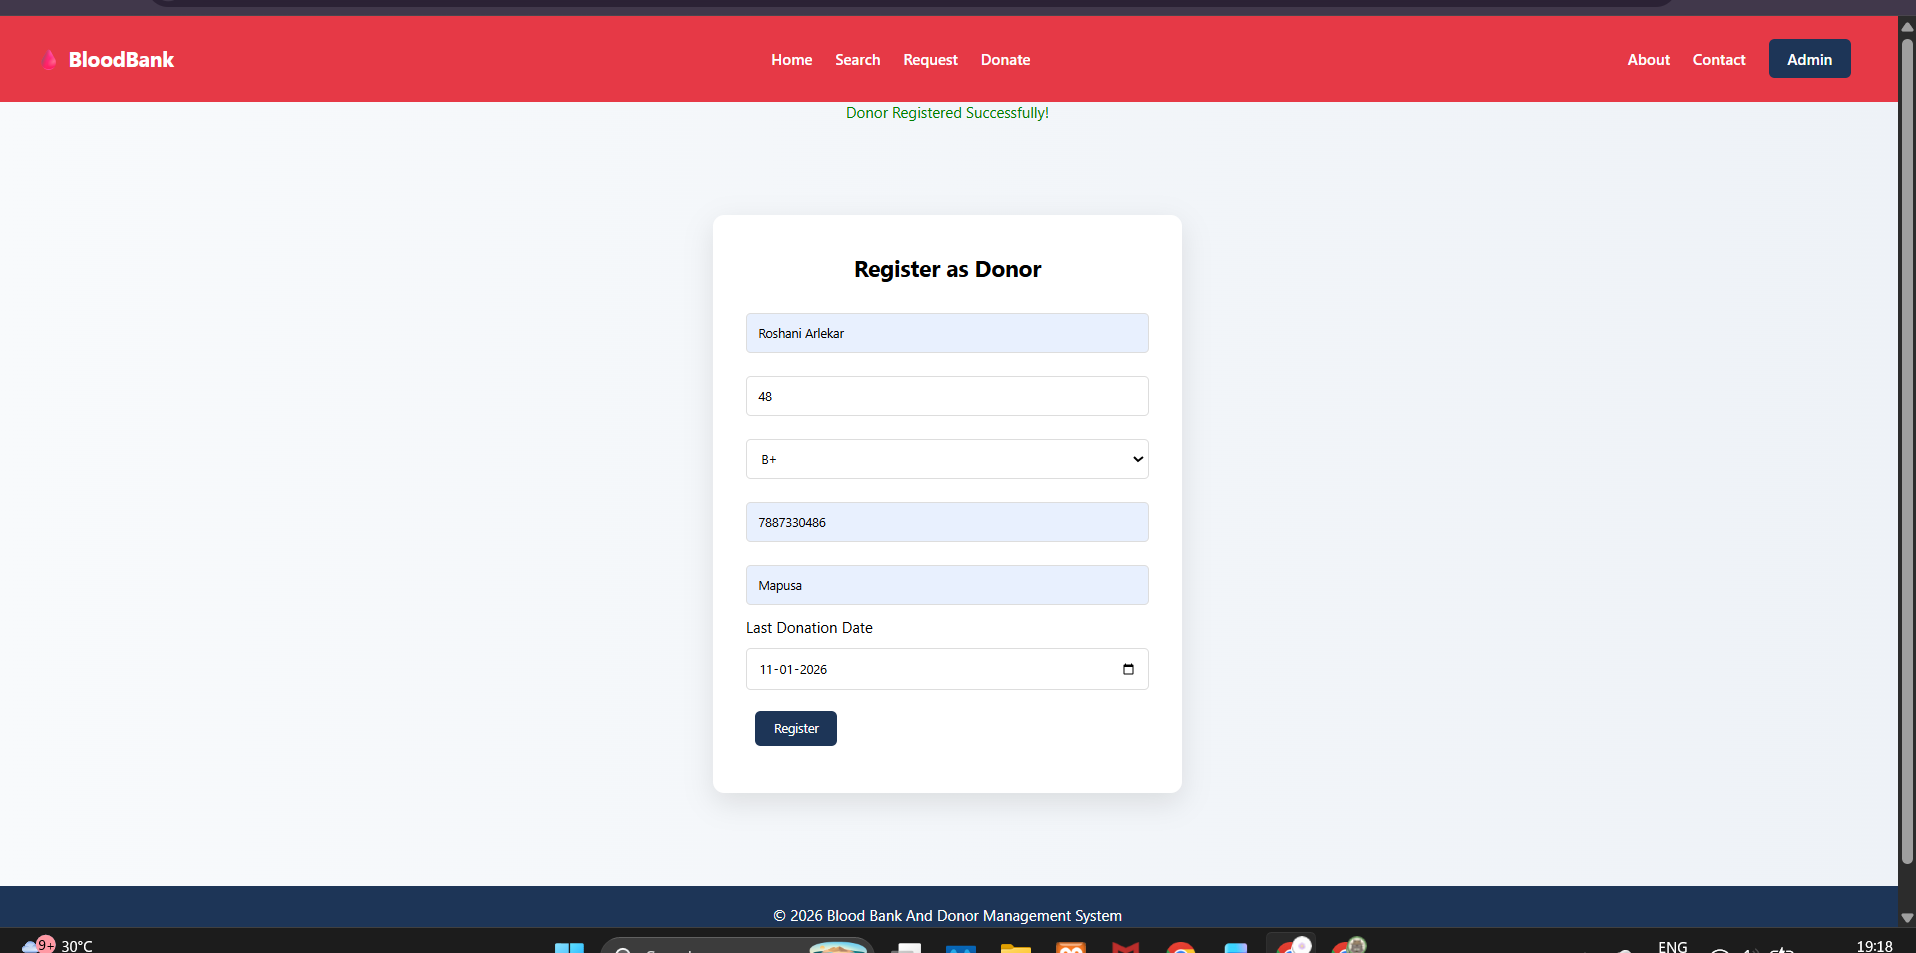 BloodBank
Home Search Request Donate
About Contact Admin
Donor Registered Successfully!
Register as Donor
Roshani Arlekar
48
B+
7887330486
Mapusa
Last Donation Date
11-01-2026
Register
© 2026 Blood Bank And Donor Management System
9+ 30°C
ENG
19:18